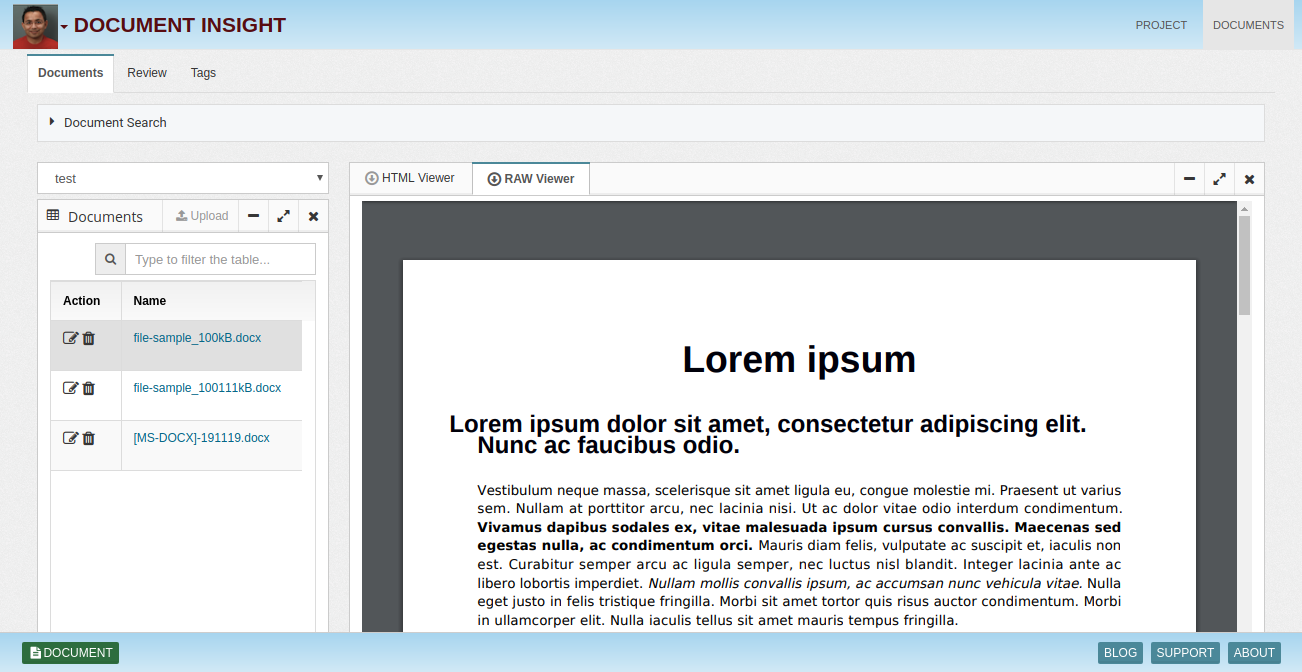 DOCUMENT INSIGHT
PROJECT
DOCUMENTS
Documents
Review
Tags
Document Search
test
Documents
Upload
Type to filter the table...
Action
Name
file-sample_100kB.docx
file-sample_100111kB.docx
[MS-DOCX]-191119.docx
HTML Viewer
RAW Viewer
Lorem ipsum
Lorem ipsum dolor sit amet, consectetur adipiscing elit.
Nunc ac faucibus odio.
Vestibulum neque massa, scelerisque sit amet ligula eu, congue molestie mi. Praesent ut varius
sem. Nullam at porttitor arcu, nec lacinia nisi. Ut ac dolor vitae odio interdum condimentum.
Vivamus dapibus sodales ex, vitae malesuada ipsum cursus convallis. Maecenas sed
egestas nulla, ac condimentum orci. Mauris diam felis, vulputate ac suscipit et, iaculis non
est. Curabitur semper arcu ac ligula semper, nec luctus nisl blandit. Integer lacinia ante ac
libero lobortis imperdiet. Nullam mollis convallis ipsum, ac accumsan nunc vehicula vitae. Nulla
eget justo in felis tristique fringilla. Morbi sit amet tortor quis risus auctor condimentum. Morbi
in ullamcorper elit. Nulla iaculis tellus sit amet mauris tempus fringilla.
DOCUMENT
BLOG
SUPPORT
ABOUT